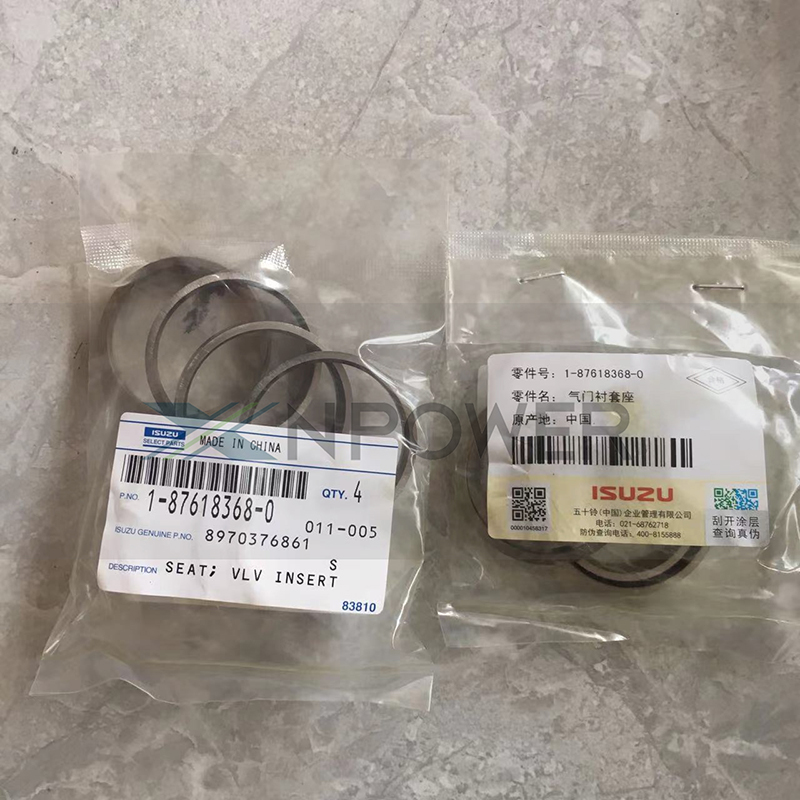 ISUZU
SELECT PARTS
MADE IN CHINA
P.NO. 1-87618368-0
QTY. 4
011-005
ISUZU GENUINE P.NO. 8970376861
S
DESCRIPTION SEAT; VLV INSERT
83810
零件号: 1-87618368-0
零件名: 气门衬套座
原产地: 中国
ISUZU
五十铃(中国)企业管理有限公司
电话: 021-68762718
防伪查询电话: 400-8155888
000010456317
刮开涂层
查询真伪
NPOWER